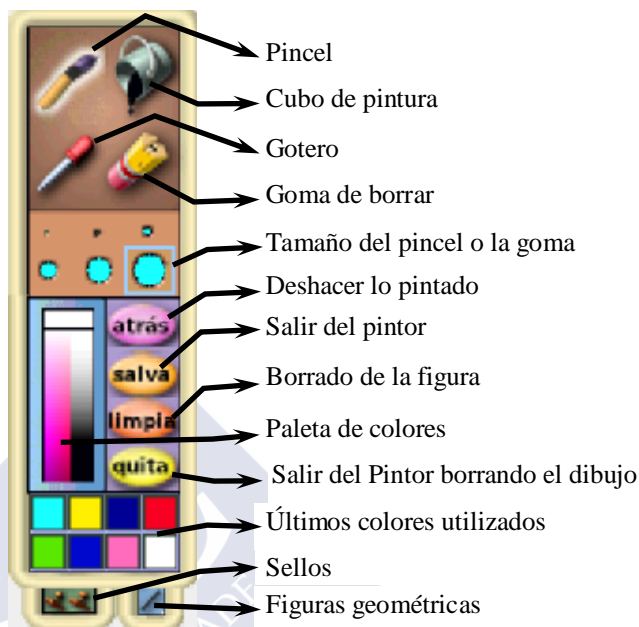 Pincel
Cubo de pintura
Gotero
Goma de borrar
Tamaño del pincel o la goma
Deshacer lo pintado
atrás
Salir del pintor
salva
Borrado de la figura
limpia
Paleta de colores
quita
Salir del Pintor borrando el dibujo
Últimos colores utilizados
Sellos
Figuras geométricas